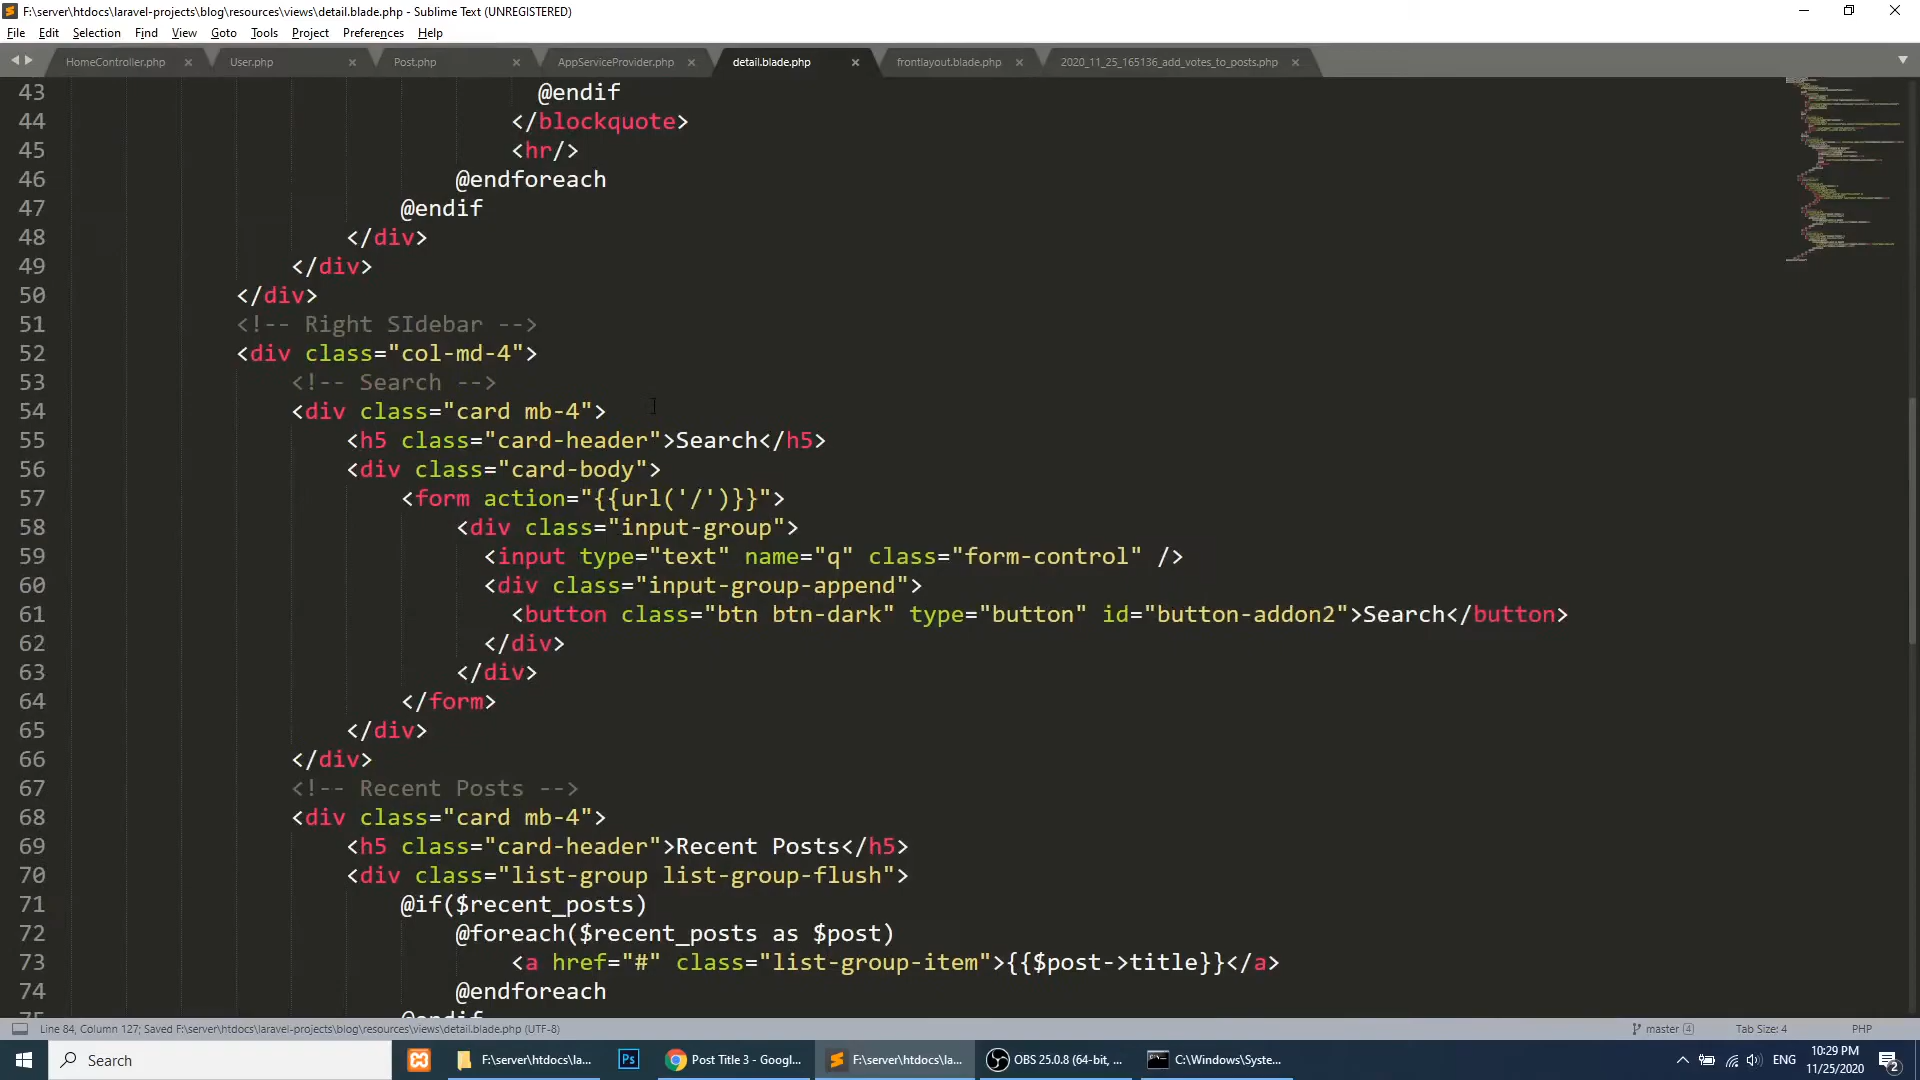 F:\server\htdocs\laravel-projects\blog\resources\views\detail.blade.php - Sublime Text (UNREGISTERED)
File Edit Selection Find View Goto Tools Project Preferences Help
HomeController.php User.php Post.php AppServiceProvider.php detail.blade.php frontlayout.blade.php 2020_11_25_165136_add_votes_to_posts.php
43 @endif
44 </blockquote>
45 <hr/>
46 @endforeach
47 @endif
48 </div>
49 </div>
50 </div>
51 <!-- Right SIdebar -->
52 <div class="col-md-4">
53 <!-- Search -->
54 <div class="card mb-4">
55 <h5 class="card-header">Search</h5>
56 <div class="card-body">
57 <form action="{{url('/')}}">
58 <div class="input-group">
59 <input type="text" name="q" class="form-control" />
60 <div class="input-group-append">
61 <button class="btn btn-dark" type="button" id="button-addon2">Search</button>
62 </div>
63 </div>
64 </form>
65 </div>
66 </div>
67 <!-- Recent Posts -->
68 <div class="card mb-4">
69 <h5 class="card-header">Recent Posts</h5>
70 <div class="list-group list-group-flush">
71 @if($recent_posts)
72 @foreach($recent_posts as $post)
73 <a href="#" class="list-group-item">{{$post->title}}</a>
74 @endforeach
75 @endif
Line 84, Column 127; Saved F:\server\htdocs\laravel-projects\blog\resources\views\detail.blade.php (UTF-8) master 4 Tab Size: 4 PHP
Search F:\server\htdocs\la... Ps Post Title 3 - Googl... F:\server\htdocs\la... OBS 25.0.8 (64-bit, ... C:\Windows\Syste... ENG 10:29 PM
11/25/2020 2